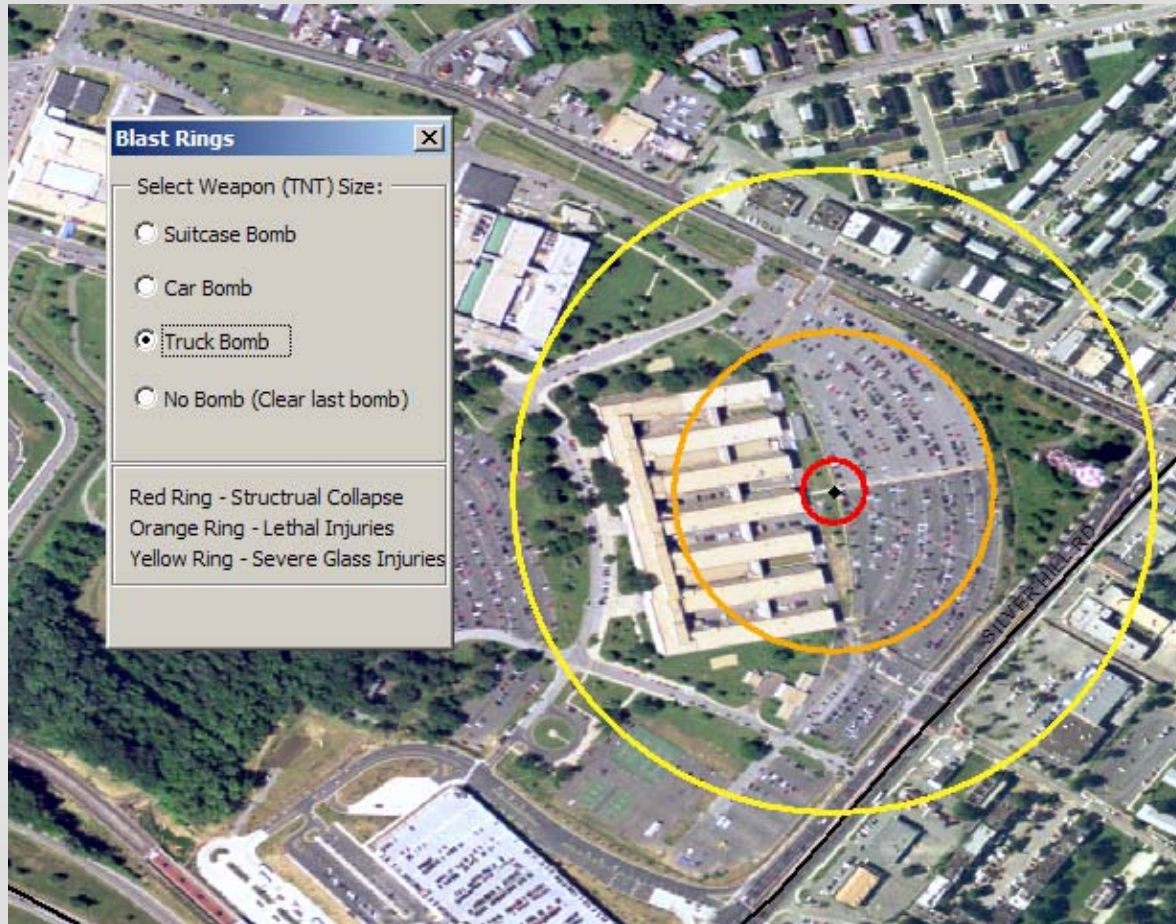 Blast Rings
Select Weapon (TNT) Size:
Suitcase Bomb
Car Bomb
Truck Bomb
No Bomb (Clear last bomb)
Red Ring - Structrual Collapse
Orange Ring - Lethal Injuries
Yellow Ring - Severe Glass Injuries
SILVER HILL RD